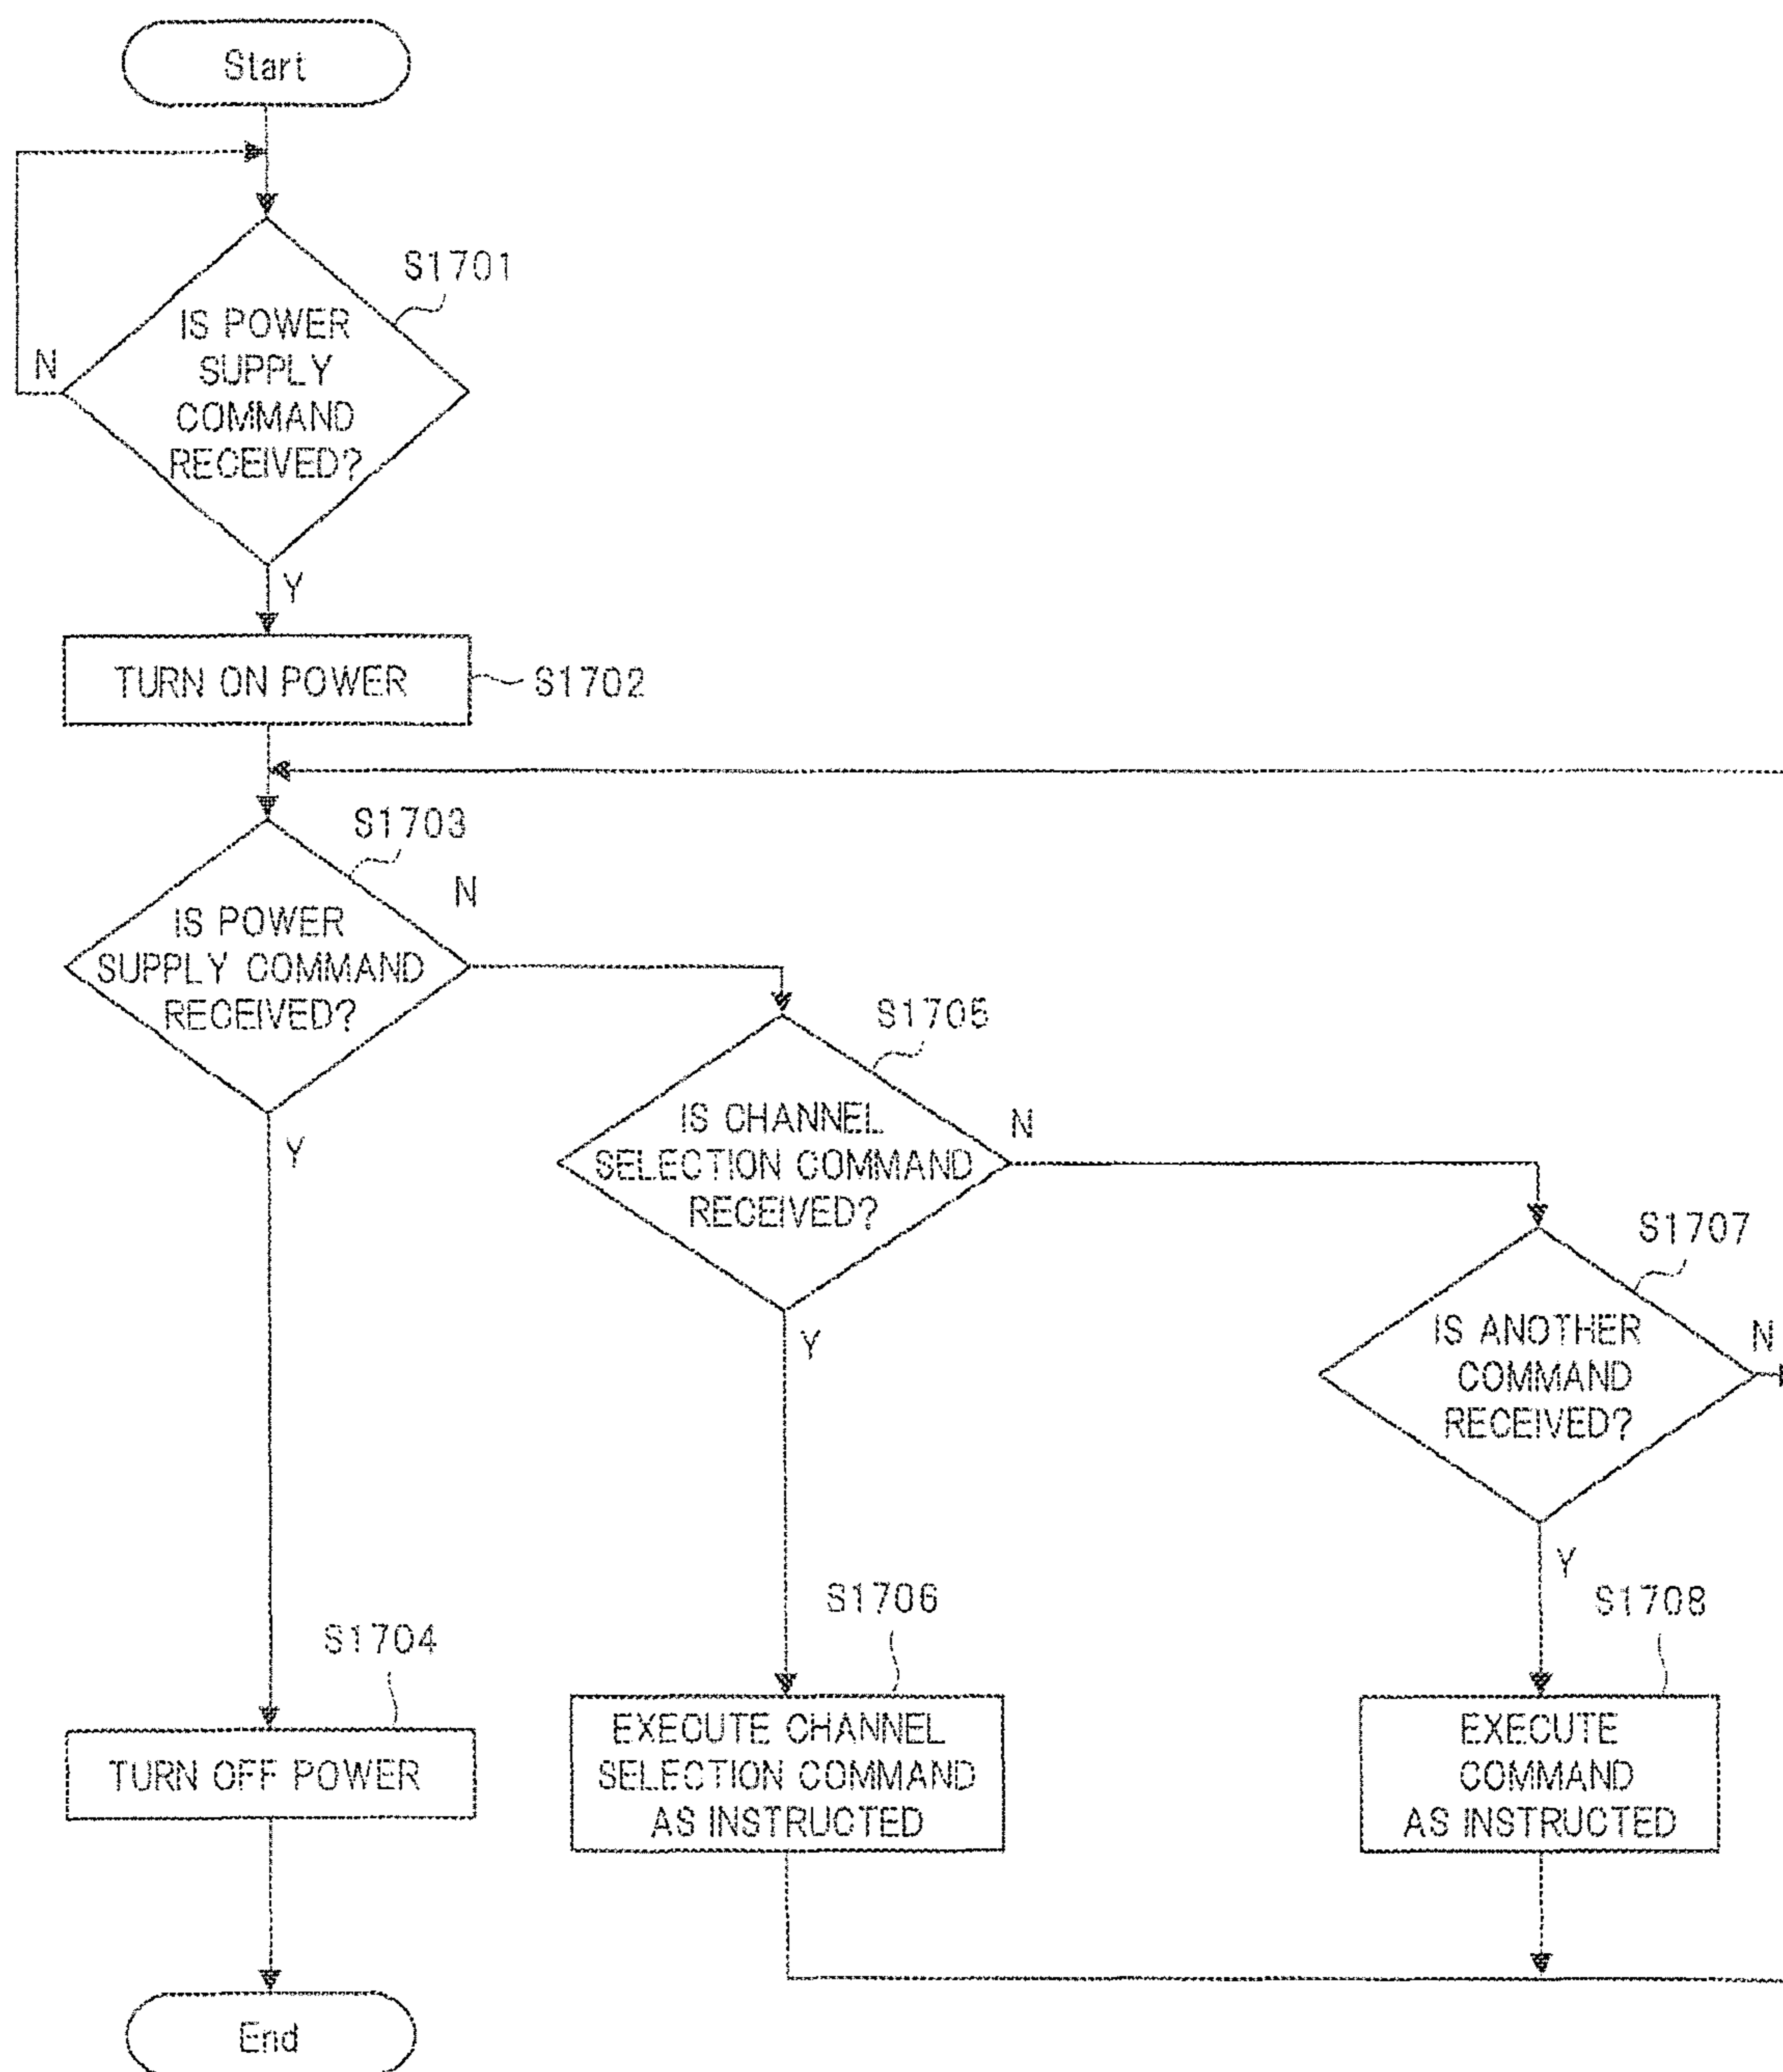 Start
S1701
IS POWER
SUPPLY
COMMAND
RECEIVED?
N
Y
TURN ON POWER
S1702
S1703
N
IS POWER
SUPPLY COMMAND
RECEIVED?
Y
S1705
IS CHANNEL
SELECTION COMMAND
RECEIVED?
N
Y
S1707
IS ANOTHER
COMMAND
RECEIVED?
N
Y
S1704
TURN OFF POWER
S1706
EXECUTE CHANNEL
SELECTION COMMAND
AS INSTRUCTED
S1708
EXECUTE
COMMAND
AS INSTRUCTED
End